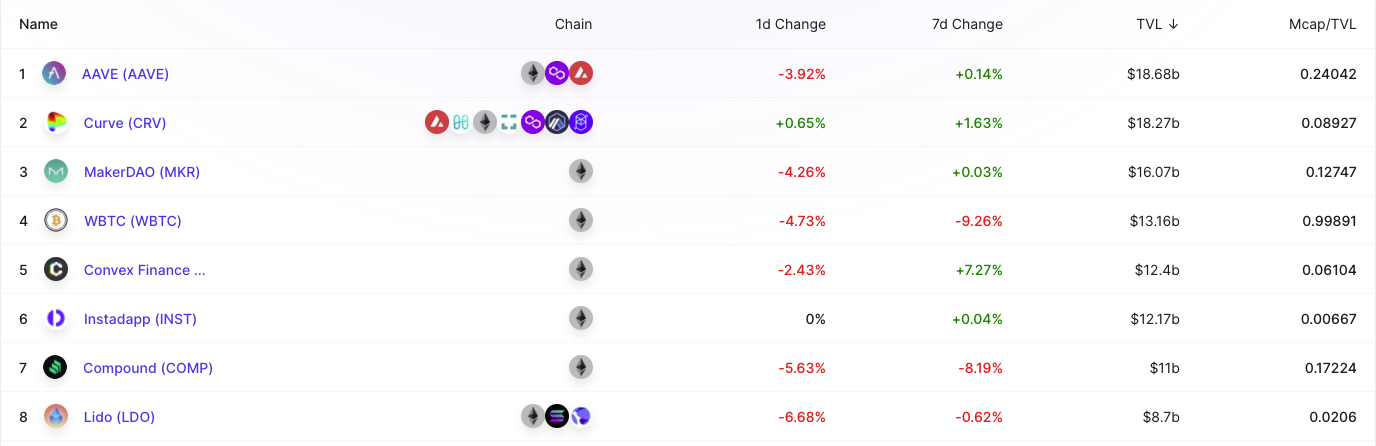 Name Chain 1d Change 7d Change TVL ↓ Mcap/TVL
1 AAVE (AAVE) -3.92% +0.14% $18.68b 0.24042
2 Curve (CRV) +0.65% +1.63% $18.27b 0.08927
3 MakerDAO (MKR) -4.26% +0.03% $16.07b 0.12747
4 WBTC (WBTC) -4.73% -9.26% $13.16b 0.99891
5 Convex Finance ... -2.43% +7.27% $12.4b 0.06104
6 Instadapp (INST) 0% +0.04% $12.17b 0.00667
7 Compound (COMP) -5.63% -8.19% $11b 0.17224
8 Lido (LDO) -6.68% -0.62% $8.7b 0.0206